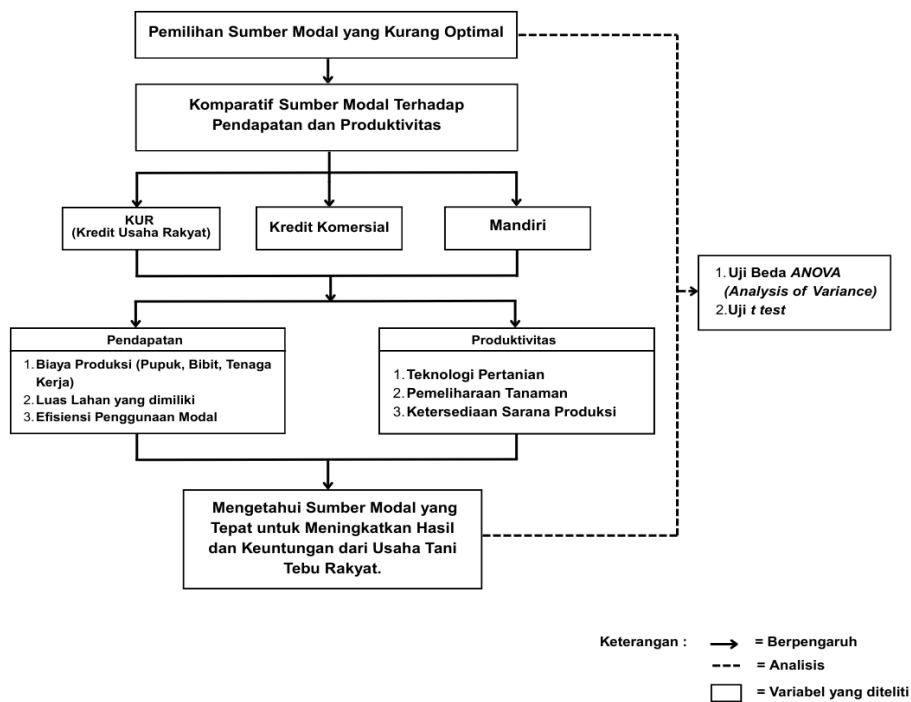 Pemilihan Sumber Modal yang Kurang Optimal
Komparatif Sumber Modal Terhadap
Pendapatan dan Produktivitas
KUR
(Kredit Usaha Rakyat)
Kredit Komersial
Mandiri
1. Uji Beda ANOVA
(Analysis of Variance)
2. Uji t test
Pendapatan
1. Biaya Produksi (Pupuk, Bibit, Tenaga
Kerja)
2. Luas Lahan yang dimiliki
3. Efisiensi Penggunaan Modal
Produktivitas
1. Teknologi Pertanian
2. Pemeliharaan Tanaman
3. Ketersediaan Sarana Produksi
Mengetahui Sumber Modal yang
Tepat untuk Meningkatkan Hasil
dan Keuntungan dari Usaha Tani
Tebu Rakyat.
Keterangan : = Berpengaruh
= Analisis
= Variabel yang diteliti